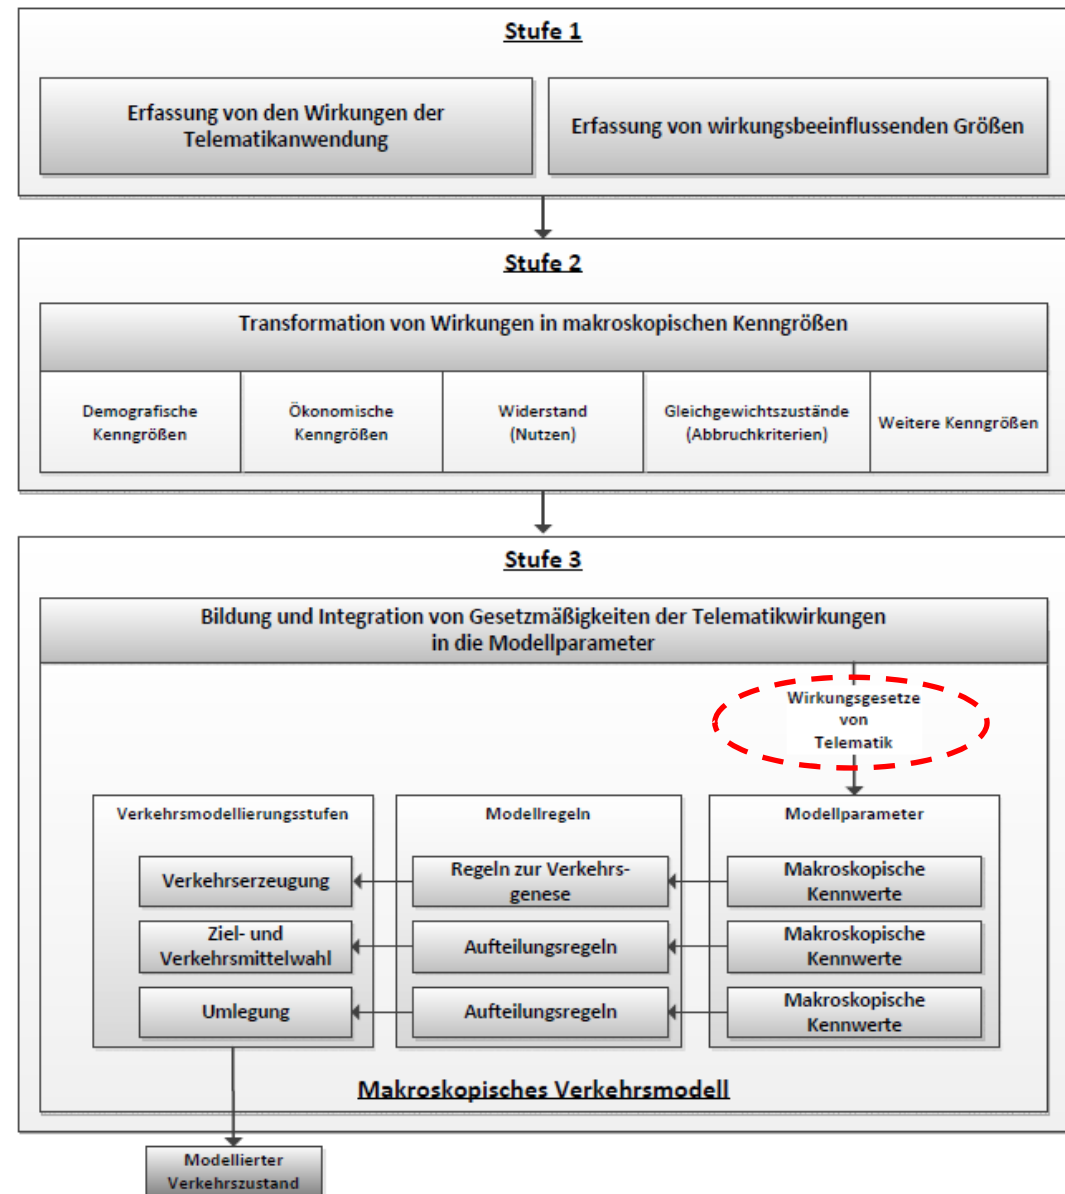 Stufe 1
Erfassung von den Wirkungen der
Telematikanwendung
Erfassung von wirkungsbeeinflussenden Größen
Stufe 2
Transformation von Wirkungen in makroskopischen Kenngrößen
Demografische
Kenngrößen
Ökonomische
Kenngrößen
Widerstand
(Nutzen)
Gleichgewichtszustände
(Abbruchkriterien)
Weitere Kenngrößen
Stufe 3
Bildung und Integration von Gesetzmäßigkeiten der Telematikwirkungen
in die Modellparameter
Wirkungsgesetze
von
Telematik
Verkehrsmodellierungsstufen
Modellregeln
Modellparameter
Verkehrserzeugung
Regeln zur Verkehrs-
genese
Makroskopische
Kennwerte
Ziel- und
Verkehrsmittelwahl
Aufteilungsregeln
Makroskopische
Kennwerte
Umlegung
Aufteilungsregeln
Makroskopische
Kennwerte
Makroskopisches Verkehrsmodell
Modellierter
Verkehrszustand